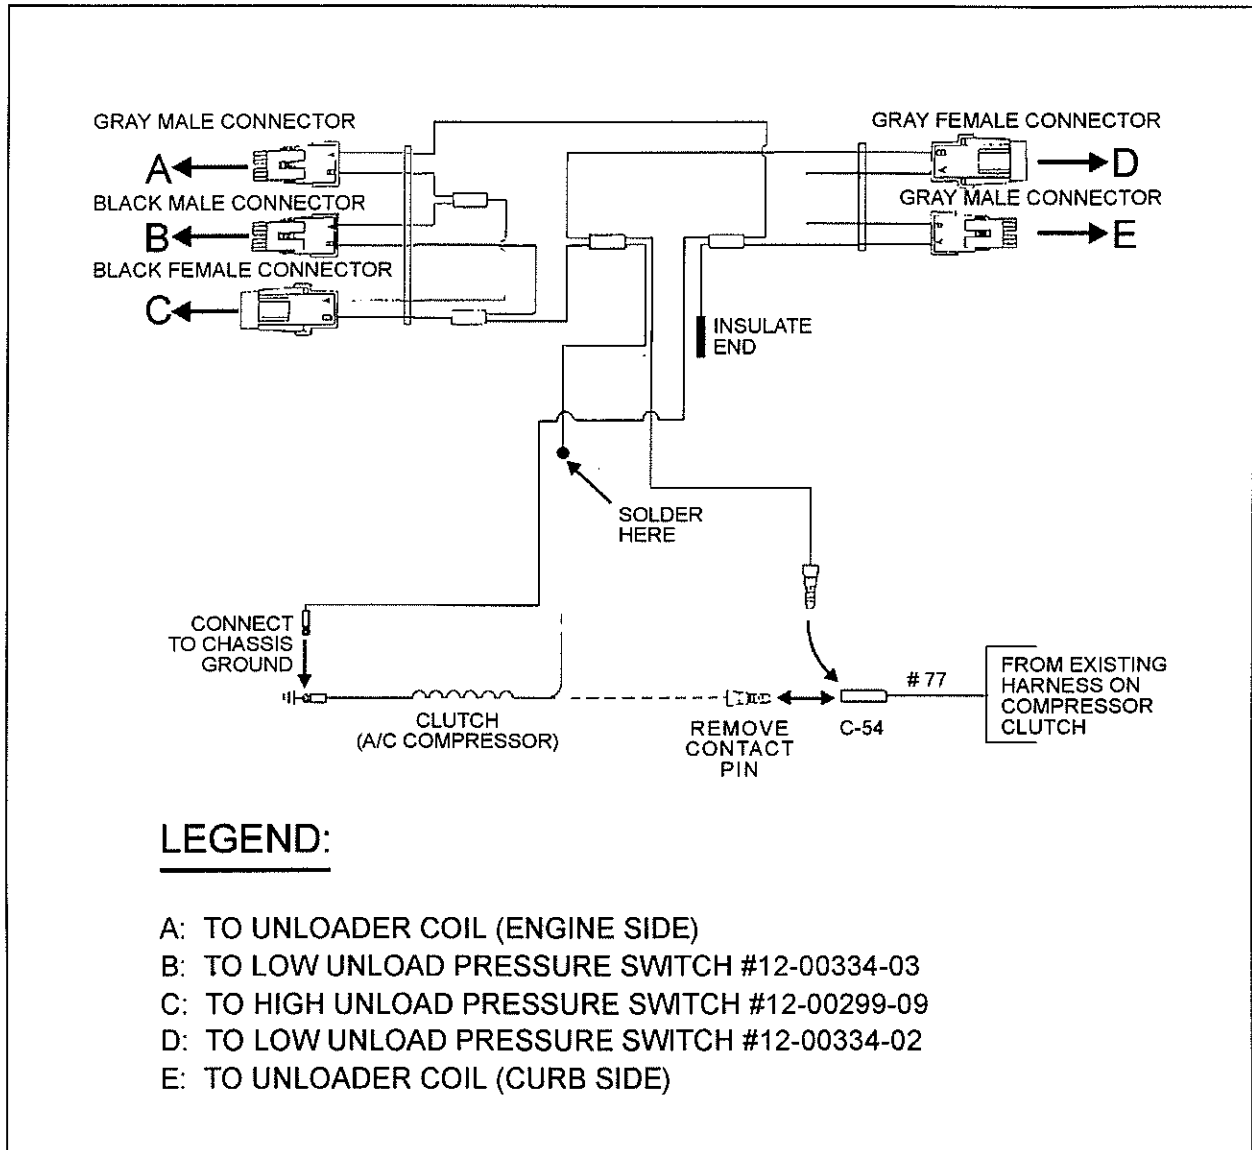 GRAY MALE CONNECTOR
A
BLACK MALE CONNECTOR
B
BLACK FEMALE CONNECTOR
C
GRAY FEMALE CONNECTOR
D
GRAY MALE CONNECTOR
E
INSULATE
END
SOLDER
HERE
CONNECT
TO CHASSIS
GROUND
CLUTCH
(A/C COMPRESSOR)
REMOVE
CONTACT
PIN
C-54
# 77
FROM EXISTING
HARNESS ON
COMPRESSOR
CLUTCH
LEGEND:
A: TO UNLOADER COIL (ENGINE SIDE)
B: TO LOW UNLOAD PRESSURE SWITCH #12-00334-03
C: TO HIGH UNLOAD PRESSURE SWITCH #12-00299-09
D: TO LOW UNLOAD PRESSURE SWITCH #12-00334-02
E: TO UNLOADER COIL (CURB SIDE)